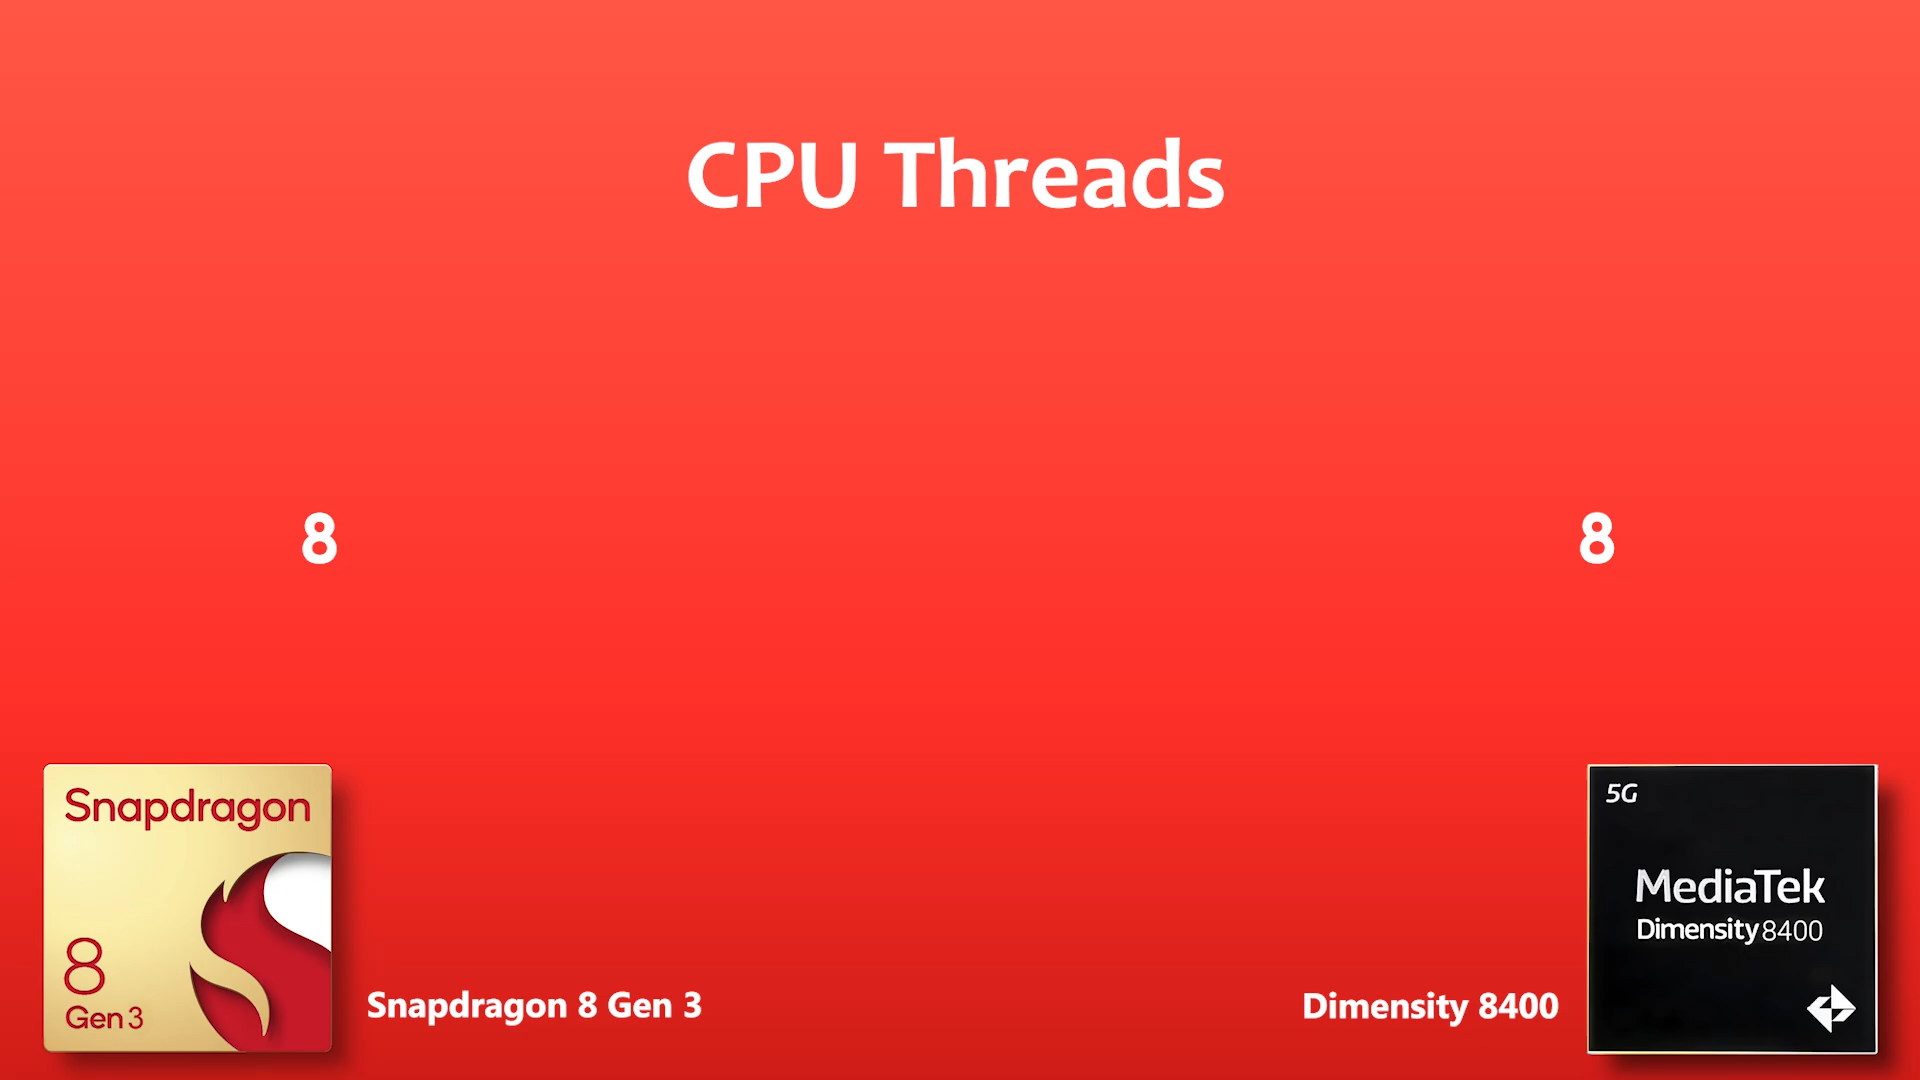 CPU Threads
8
8
Snapdragon
8
Gen 3
Snapdragon 8 Gen 3
Dimensity 8400
5G
MediaTek
Dimensity 8400